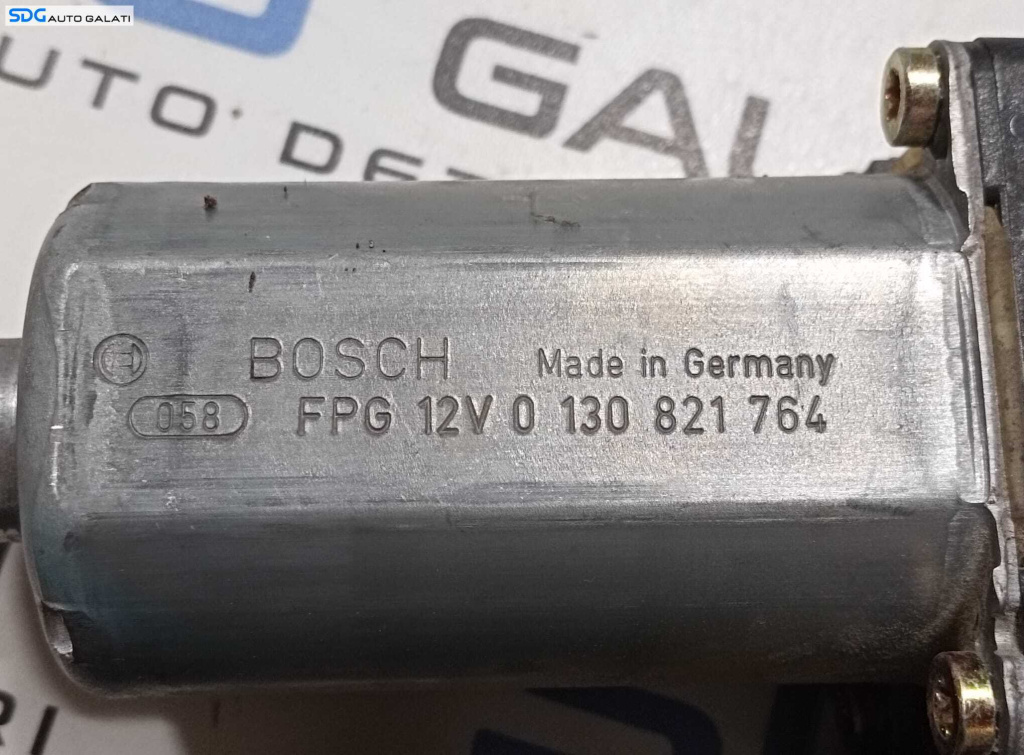 SDG AUTO GALATI
BOSCH Made in Germany
058 FPG 12V 0 130 821 764